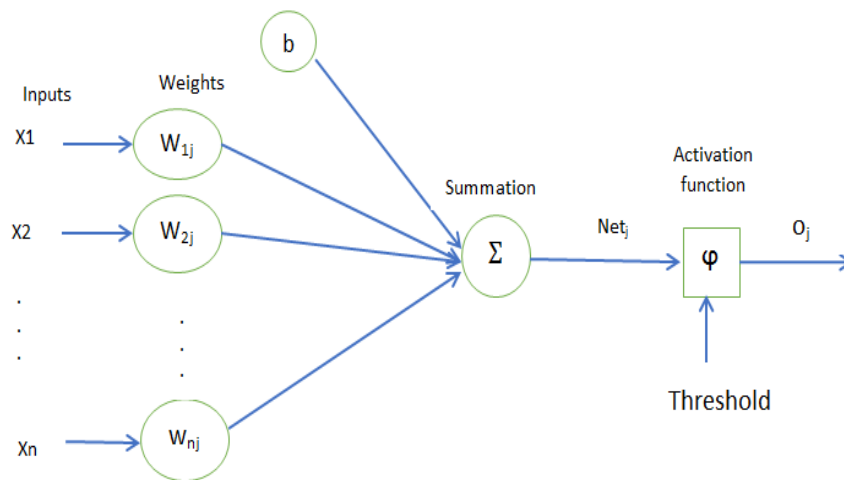 b
Weights
Inputs
X1
W1j
Activation
function
Summation
X2
W2j
Σ
Netj
φ
Oj
.
.
.
.
.
.
Threshold
Xn
Wnj